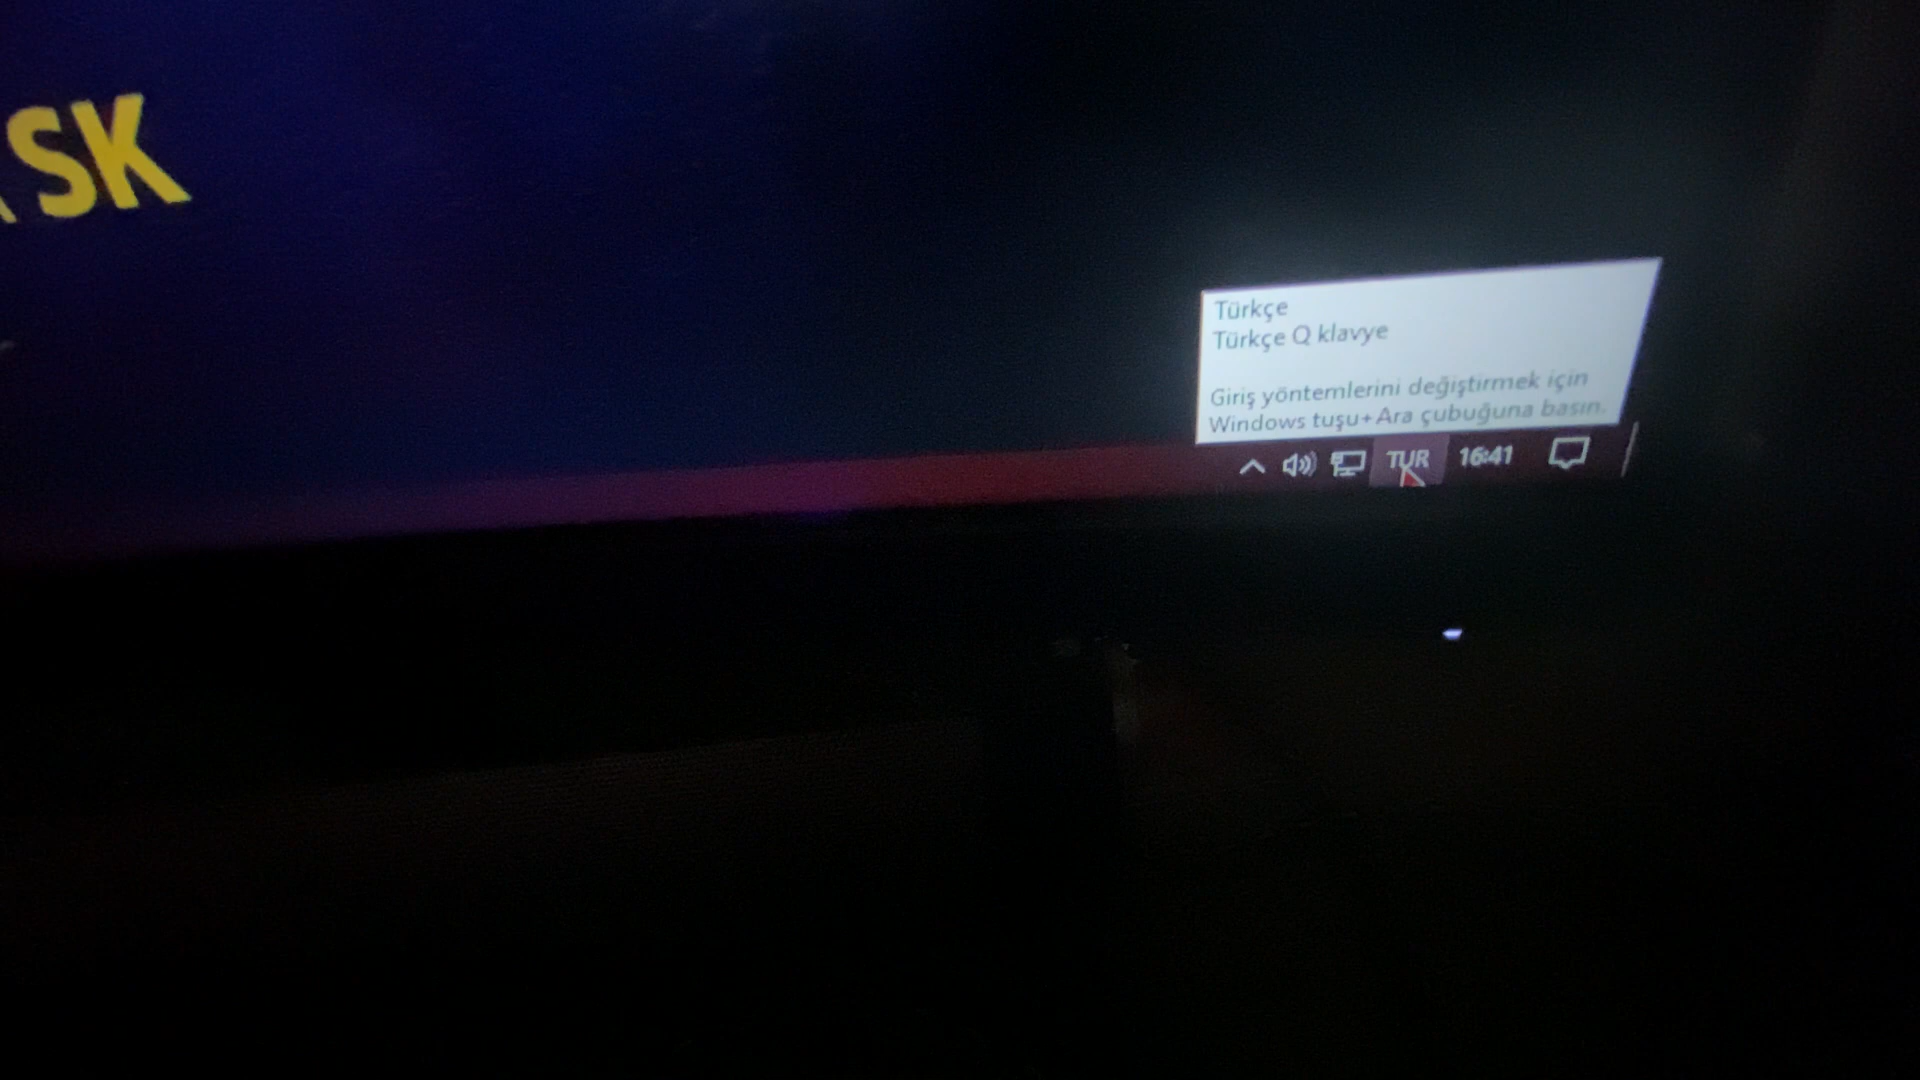 SK
Türkçe
Türkçe Q klavye
Giriş yöntemlerini değiştirmek için
Windows tuşu+Ara çubuğuna basın.
TUR
16:41